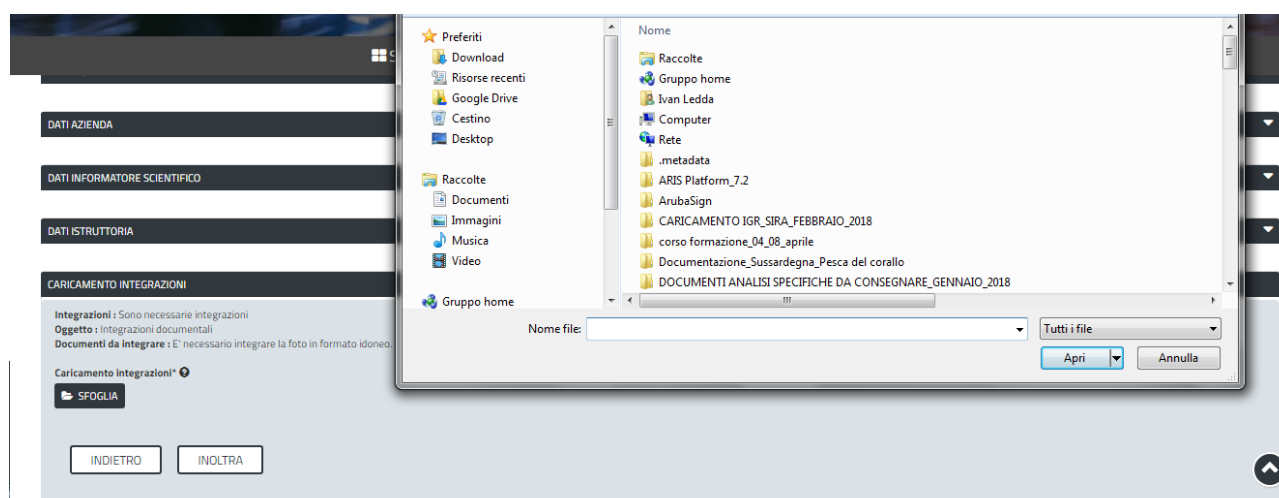 S
DATI AZIENDA
DATI INFORMATORE SCIENTIFICO
DATI ISTRUTTORIA
CARICAMENTO INTEGRAZIONI
Integrazioni : Sono necessarie integrazioni
Oggetto : Integrazioni documentali
Documenti da integrare : E' necessario integrare la foto in formato idoneo.
Caricamento integrazioni*
SFOGLIA
INDIETRO
INOLTRA
Preferiti
Download
Risorse recenti
Google Drive
Cestino
Desktop
Raccolte
Documenti
Immagini
Musica
Video
Gruppo home
Nome
Raccolte
Gruppo home
Ivan Ledda
Computer
Rete
.metadata
ARIS Platform_7.2
ArubaSign
CARICAMENTO IGR_SIRA_FEBBRAIO_2018
corso formazione_04_08_aprile
Documentazione_Sussardegna_Pesca del corallo
DOCUMENTI ANALISI SPECIFICHE DA CONSEGNARE_GENNAIO_2018
Nome file:
Tutti i file
Apri
Annulla